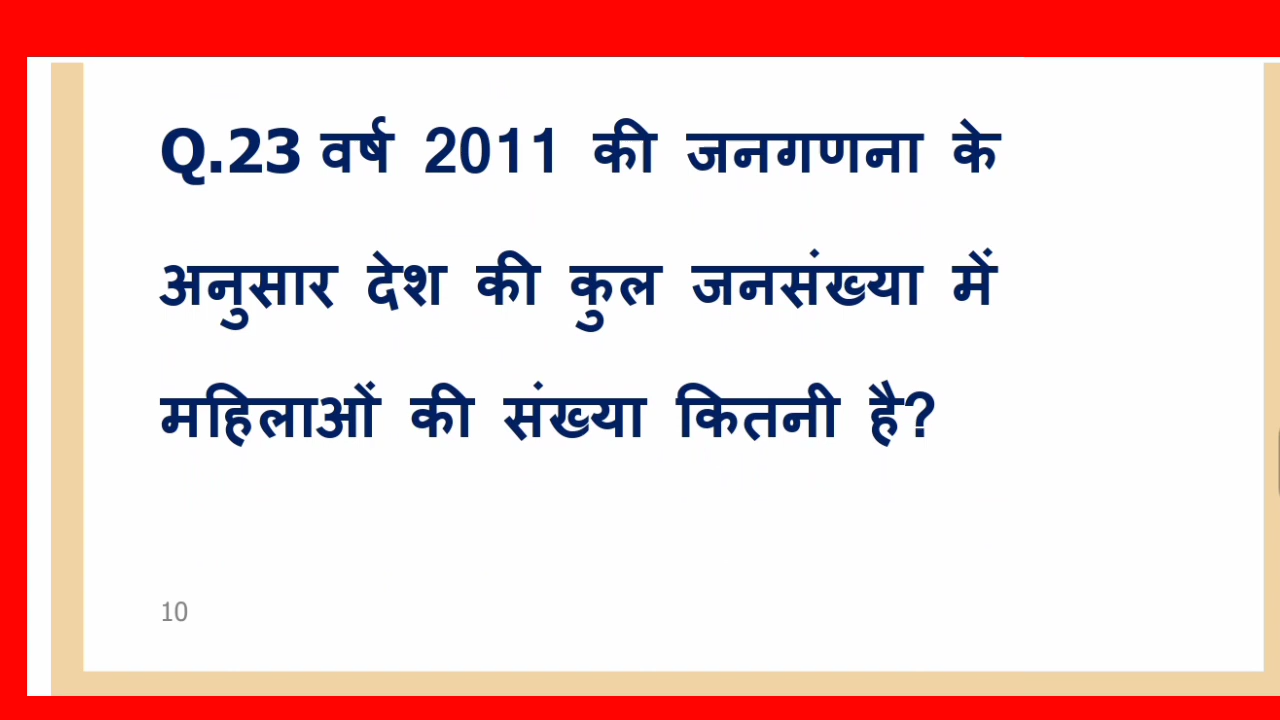 Q.23 वर्ष 2011 की जनगणना के
अनुसार देश की कुल जनसंख्या में
महिलाओं की संख्या कितनी है?
10